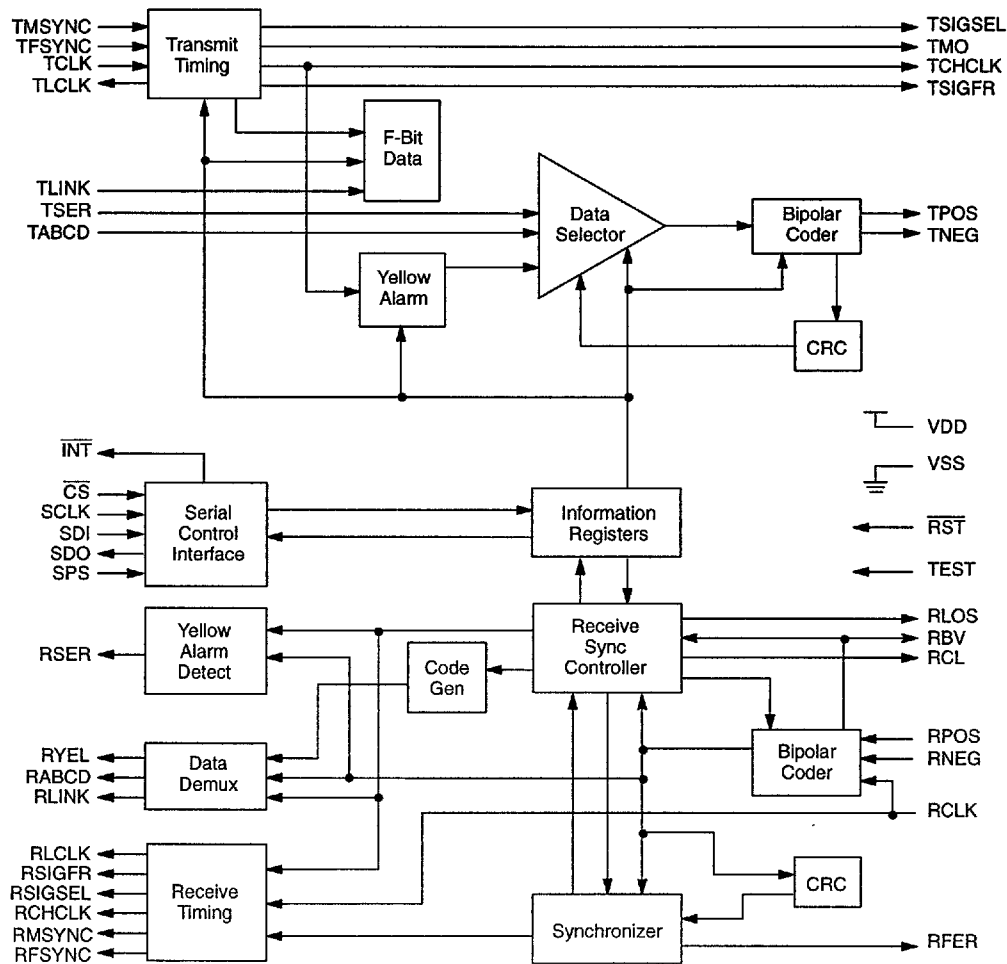 TMSYNC
TFSYNC
TCLK
TLCLK
Transmit
Timing
TSIGSEL
TMO
TCHCLK
TSIGFR
F-Bit
Data
TLINK
TSER
TABCD
Data
Selector
Bipolar
Coder
TPOS
TNEG
Yellow
Alarm
CRC
VDD
VSS
RST
TEST
INT
CS
SCLK
SDI
SDO
SPS
Serial
Control
Interface
Information
Registers
RSER
Yellow
Alarm
Detect
Code
Gen
Receive
Sync
Controller
RLOS
RBV
RCL
RYEL
RABCD
RLINK
Data
Demux
Bipolar
Coder
RPOS
RNEG
RCLK
RLCLK
RSIGFR
RSIGSEL
RCHCLK
RMSYNC
RFSYNC
Receive
Timing
Synchronizer
CRC
RFER